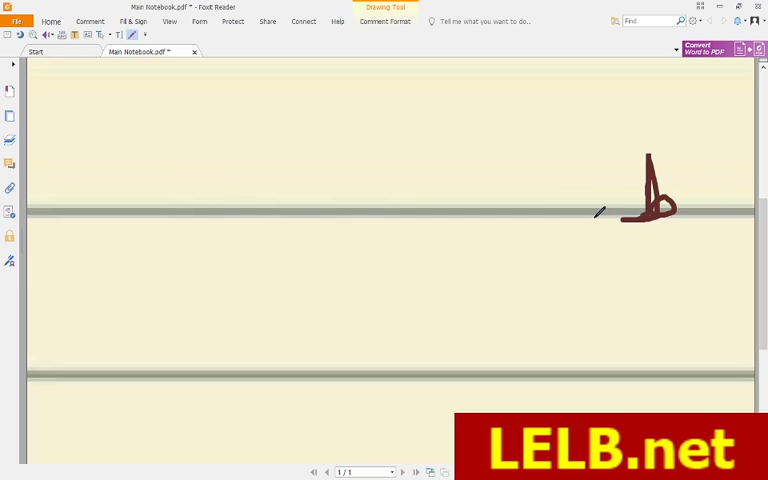 Main Notebook.pdf * - Foxit Reader
Drawing Tool
File Home Comment Fill & Sign View Form Protect Share Connect Help Comment Format Tell me what you want to do.. Find
Start Main Notebook.pdf *
Convert
Word to PDF
ط
LELB.net
1 / 1